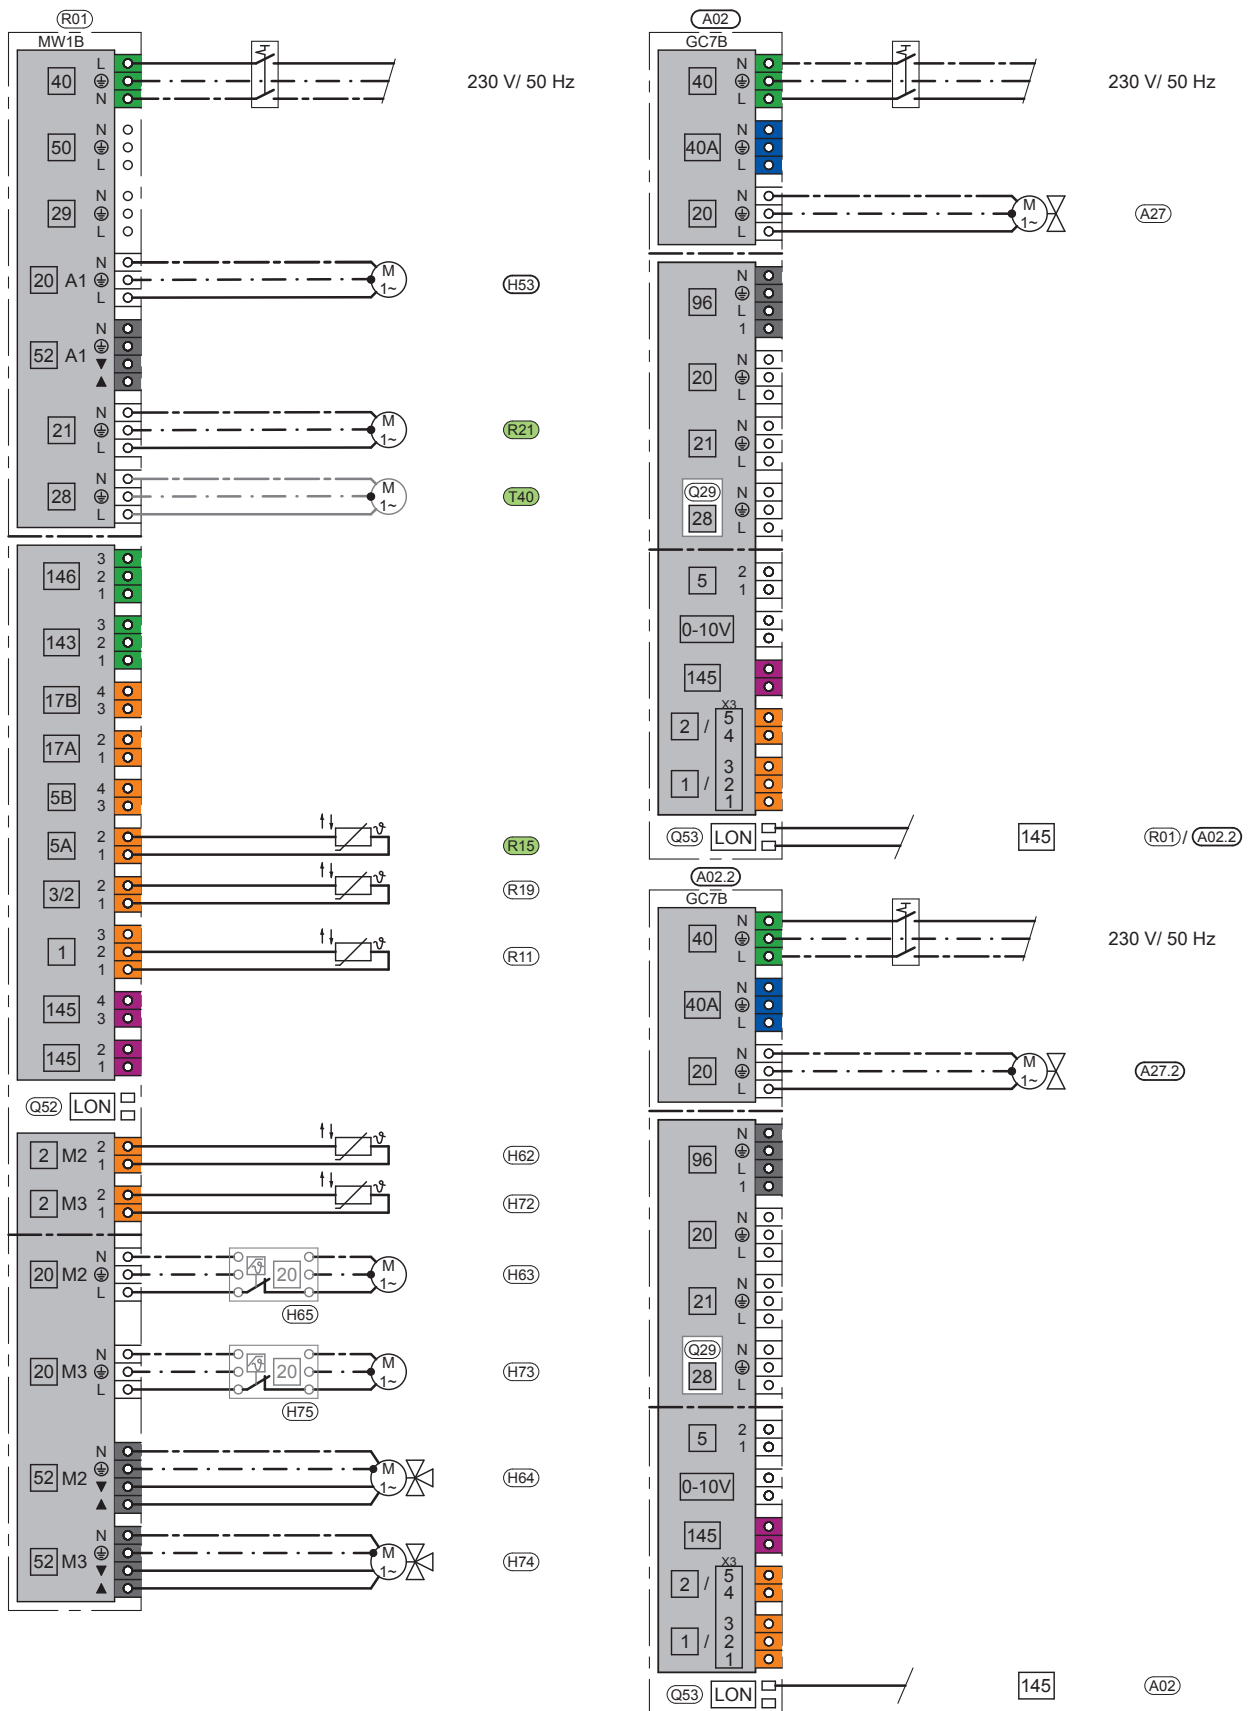 R01
MW1B
L
40
N
230 V/ 50 Hz
N
50
L
N
29
L
N
20 A1
L
M
1~
H53
N
52 A1
▼
▲
N
21
L
M
1~
R21
N
28
L
M
1~
T40
3
146 2
1
3
143 2
1
17B 4
3
17A 2
1
5B 4
3
5A 2
1
ϑ
R15
3/2 2
1
ϑ
R19
3
1 2
1
ϑ
R11
145 4
3
145 2
1
Q52 LON
2 M2 2
1
ϑ
H62
2 M3 2
1
ϑ
H72
N
20 M2
L
ϑ 20
H65
M
1~
H63
N
20 M3
L
ϑ 20
H75
M
1~
H73
N
52 M2
▼
▲
M
1~
H64
N
52 M3
▼
▲
M
1~
H74
A02
GC7B
N
40
L
230 V/ 50 Hz
N
40A
L
N
20
L
M
1~
A27
N
96
L
1
N
20
L
N
21
L
Q29 N
28
L
5 2
1
0-10V
145
X3
2 / 5
4
3
1 / 2
1
Q53 LON 145 R01 / A02.2
A02.2
GC7B
N
40
L
230 V/ 50 Hz
N
40A
L
N
20
L
M
1~
A27.2
N
96
L
1
N
20
L
N
21
L
Q29 N
28
L
5 2
1
0-10V
145
X3
2 / 5
4
3
1 / 2
1
Q53 LON 145 A02